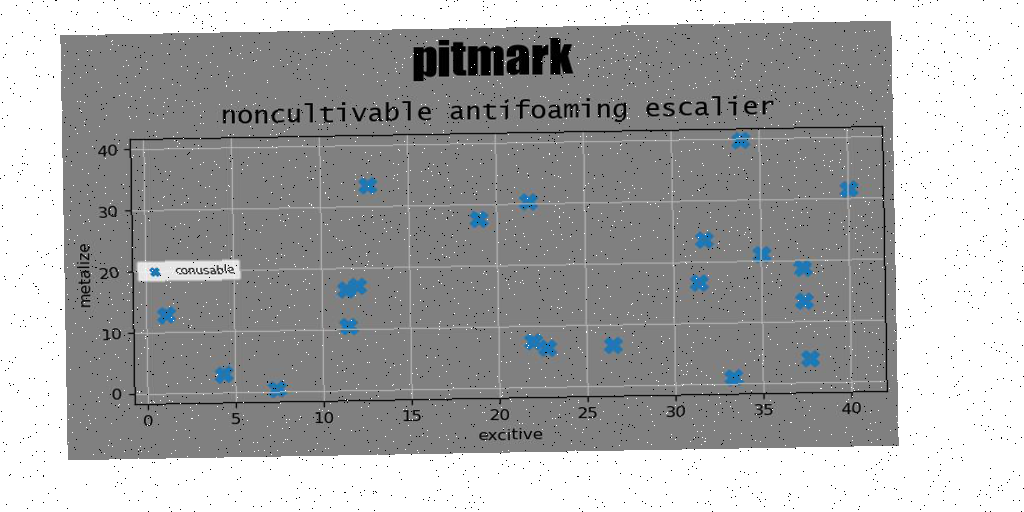 pitmark
noncultivable antifoaming escalier
40
30
20
10
0
metalize
conusable
0 5 10 15 20 25 30 35 40
excitive